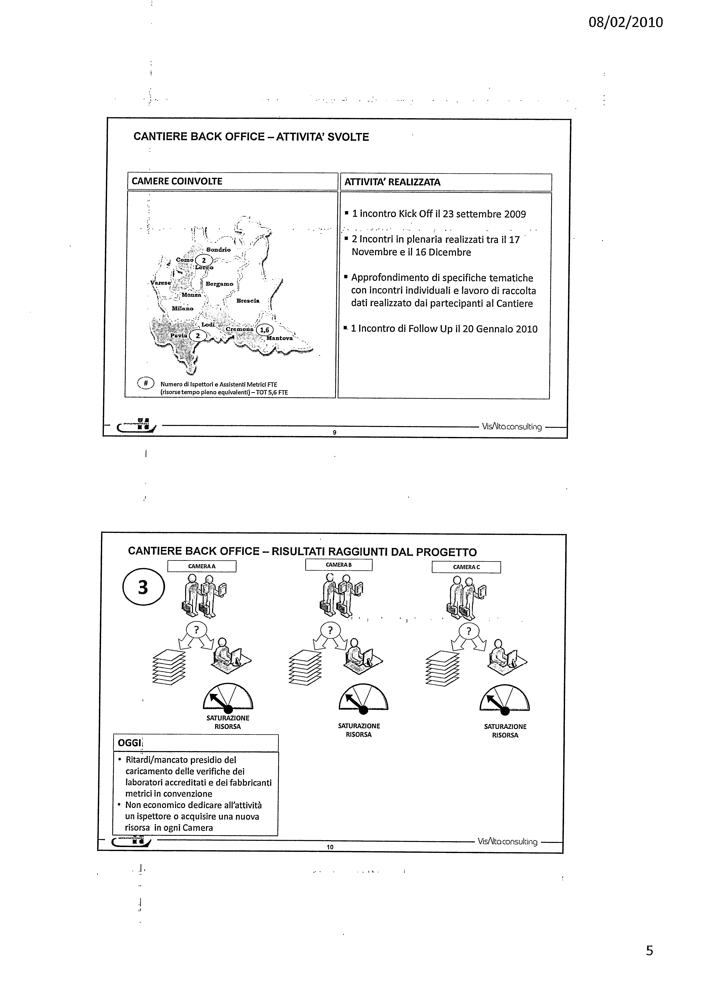 08/02/2010
CANTIERE BACK OFFICE – ATTIVITA’ SVOLTE
CAMERE COINVOLTE
ATTIVITA’ REALIZZATA
Sondrio
Como
2
Lecco
Varese
Bergamo
Monza
Brescia
Milano
Lodi
Cremona
1,6
Pavia
2
Mantova
#
Numero di Ispettori e Assistenti Metrici FTE
(risorse tempo pieno equivalenti) – TOT 5,6 FTE
▪ 1 incontro Kick Off il 23 settembre 2009
▪ 2 Incontri in plenaria realizzati tra il 17
Novembre e il 16 Dicembre
▪ Approfondimento di specifiche tematiche
con incontri individuali e lavoro di raccolta
dati realizzato dai partecipanti al Cantiere
▪ 1 Incontro di Follow Up il 20 Gennaio 2010
VisAlta consulting
9
CANTIERE BACK OFFICE – RISULTATI RAGGIUNTI DAL PROGETTO
3
CAMERA A
CAMERA B
CAMERA C
?
?
?
SATURAZIONE
RISORSA
SATURAZIONE
RISORSA
SATURAZIONE
RISORSA
OGGI
• Ritardi/mancato presidio del
caricamento delle verifiche dei
laboratori accreditati e dei fabbricanti
metrici in convenzione
• Non economico dedicare all'attività
un ispettore o acquisire una nuova
risorsa in ogni Camera
VisAlta consulting
10
5